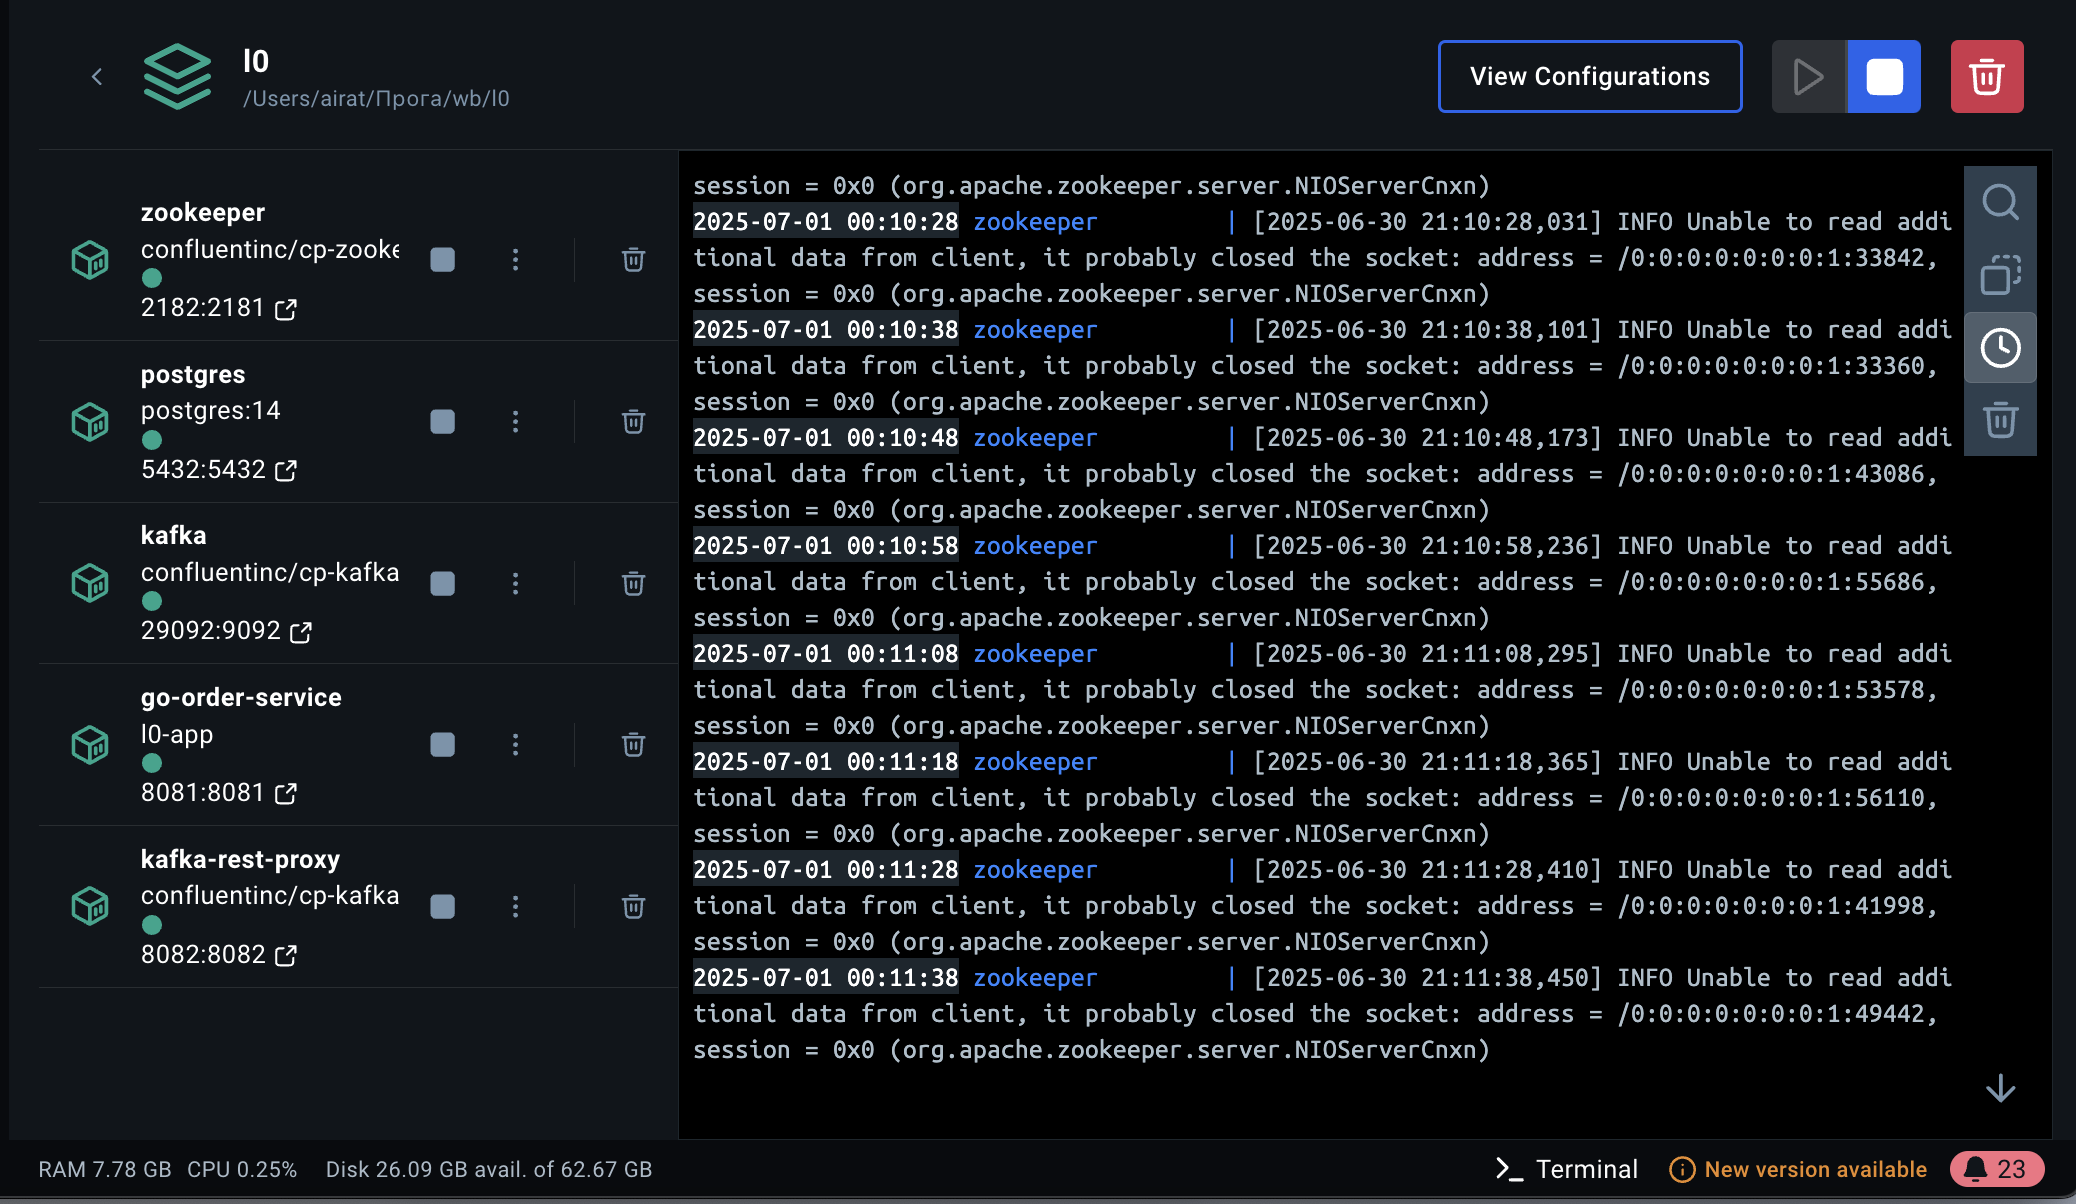 l0
/Users/airat/Прога/wb/l0
View Configurations
zookeeper
confluentinc/cp-zooke
2182:2181
postgres
postgres:14
5432:5432
kafka
confluentinc/cp-kafka
29092:9092
go-order-service
l0-app
8081:8081
kafka-rest-proxy
confluentinc/cp-kafka
8082:8082
session = 0x0 (org.apache.zookeeper.server.NIOServerCnxn)
2025-07-01 00:10:28 zookeeper | [2025-06-30 21:10:28,031] INFO Unable to read addi
tional data from client, it probably closed the socket: address = /0:0:0:0:0:0:0:1:33842,
session = 0x0 (org.apache.zookeeper.server.NIOServerCnxn)
2025-07-01 00:10:38 zookeeper | [2025-06-30 21:10:38,101] INFO Unable to read addi
tional data from client, it probably closed the socket: address = /0:0:0:0:0:0:0:1:33360,
session = 0x0 (org.apache.zookeeper.server.NIOServerCnxn)
2025-07-01 00:10:48 zookeeper | [2025-06-30 21:10:48,173] INFO Unable to read addi
tional data from client, it probably closed the socket: address = /0:0:0:0:0:0:0:1:43086,
session = 0x0 (org.apache.zookeeper.server.NIOServerCnxn)
2025-07-01 00:10:58 zookeeper | [2025-06-30 21:10:58,236] INFO Unable to read addi
tional data from client, it probably closed the socket: address = /0:0:0:0:0:0:0:1:55686,
session = 0x0 (org.apache.zookeeper.server.NIOServerCnxn)
2025-07-01 00:11:08 zookeeper | [2025-06-30 21:11:08,295] INFO Unable to read addi
tional data from client, it probably closed the socket: address = /0:0:0:0:0:0:0:1:53578,
session = 0x0 (org.apache.zookeeper.server.NIOServerCnxn)
2025-07-01 00:11:18 zookeeper | [2025-06-30 21:11:18,365] INFO Unable to read addi
tional data from client, it probably closed the socket: address = /0:0:0:0:0:0:0:1:56110,
session = 0x0 (org.apache.zookeeper.server.NIOServerCnxn)
2025-07-01 00:11:28 zookeeper | [2025-06-30 21:11:28,410] INFO Unable to read addi
tional data from client, it probably closed the socket: address = /0:0:0:0:0:0:0:1:41998,
session = 0x0 (org.apache.zookeeper.server.NIOServerCnxn)
2025-07-01 00:11:38 zookeeper | [2025-06-30 21:11:38,450] INFO Unable to read addi
tional data from client, it probably closed the socket: address = /0:0:0:0:0:0:0:1:49442,
session = 0x0 (org.apache.zookeeper.server.NIOServerCnxn)
RAM 7.78 GB CPU 0.25% Disk 26.09 GB avail. of 62.67 GB
Terminal
New version available
23